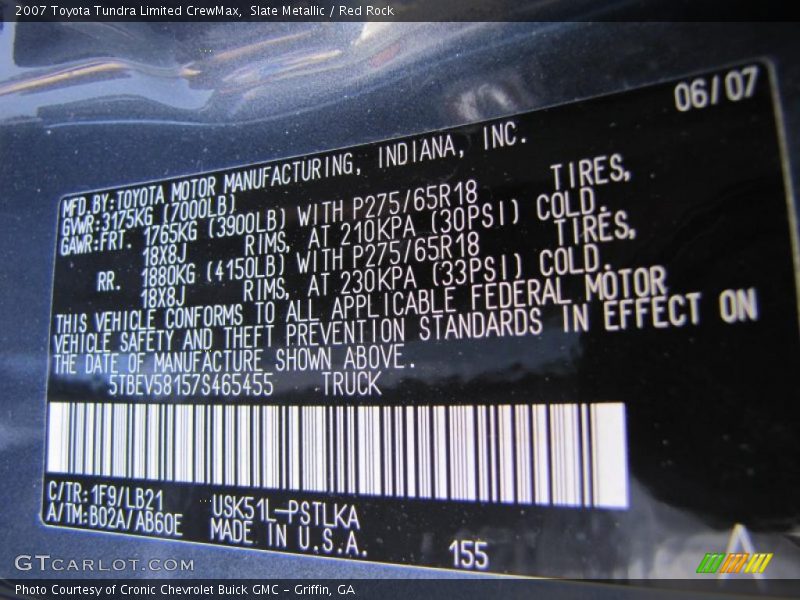 2007 Toyota Tundra Limited CrewMax, Slate Metallic / Red Rock
06/07
MFD.BY:TOYOTA MOTOR MANUFACTURING, INDIANA, INC.
GVWR:3175KG (7000LB)
GAWR:FRT. 1765KG (3900LB) WITH P275/65R18 TIRES,
18X8J RIMS, AT 210KPA (30PSI) COLD.
RR. 1880KG (4150LB) WITH P275/65R18 TIRES,
18X8J RIMS, AT 230KPA (33PSI) COLD.
THIS VEHICLE CONFORMS TO ALL APPLICABLE FEDERAL MOTOR
VEHICLE SAFETY AND THEFT PREVENTION STANDARDS IN EFFECT ON
THE DATE OF MANUFACTURE SHOWN ABOVE.
5TBEV58157S465455 TRUCK
C/TR:1F9/LB21 USK51L-PSTLKA
A/TM:B02A/AB60E MADE IN U.S.A.
155
GTCARLOT.COM
Photo Courtesy of Cronic Chevrolet Buick GMC - Griffin, GA